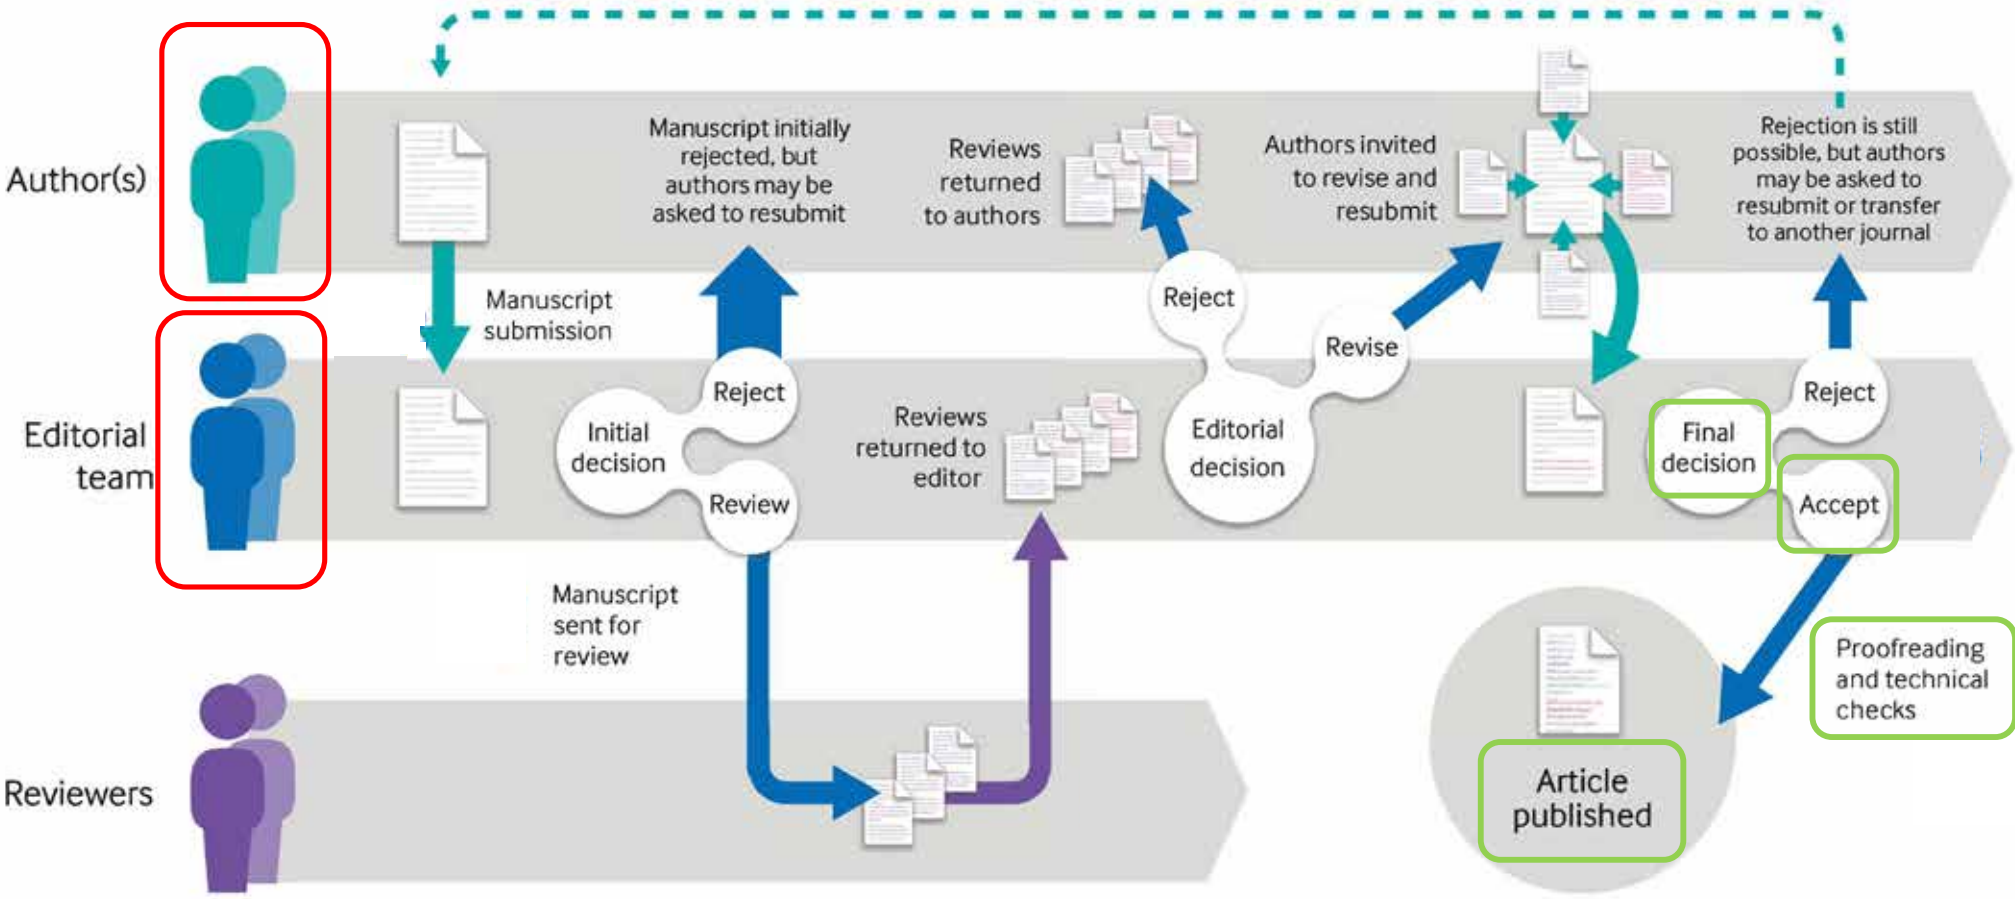 Author(s)
Manuscript
submission
Manuscript initially
rejected, but
authors may be
asked to resubmit
Reviews
returned
to authors
Authors invited
to revise and
resubmit
Rejection is still
possible, but authors
may be asked to
resubmit or transfer
to another journal
Editorial
team
Initial
decision
Reject
Review
Reviews
returned to
editor
Reject
Editorial
decision
Revise
Final
decision
Reject
Accept
Manuscript
sent for
review
Reviewers
Proofreading
and technical
checks
Article
published